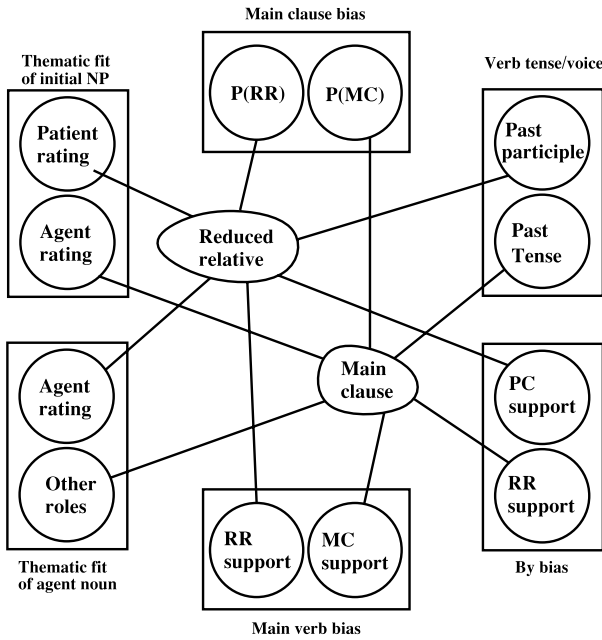 Main clause bias
Thematic fit
of initial NP
Verb tense/voice
P(RR)
P(MC)
Patient
rating
Past
participle
Agent
rating
Reduced
relative
Past
Tense
Main
clause
Agent
rating
PC
support
Other
roles
RR
support
RR
support
MC
support
Thematic fit
of agent noun
By bias
Main verb bias